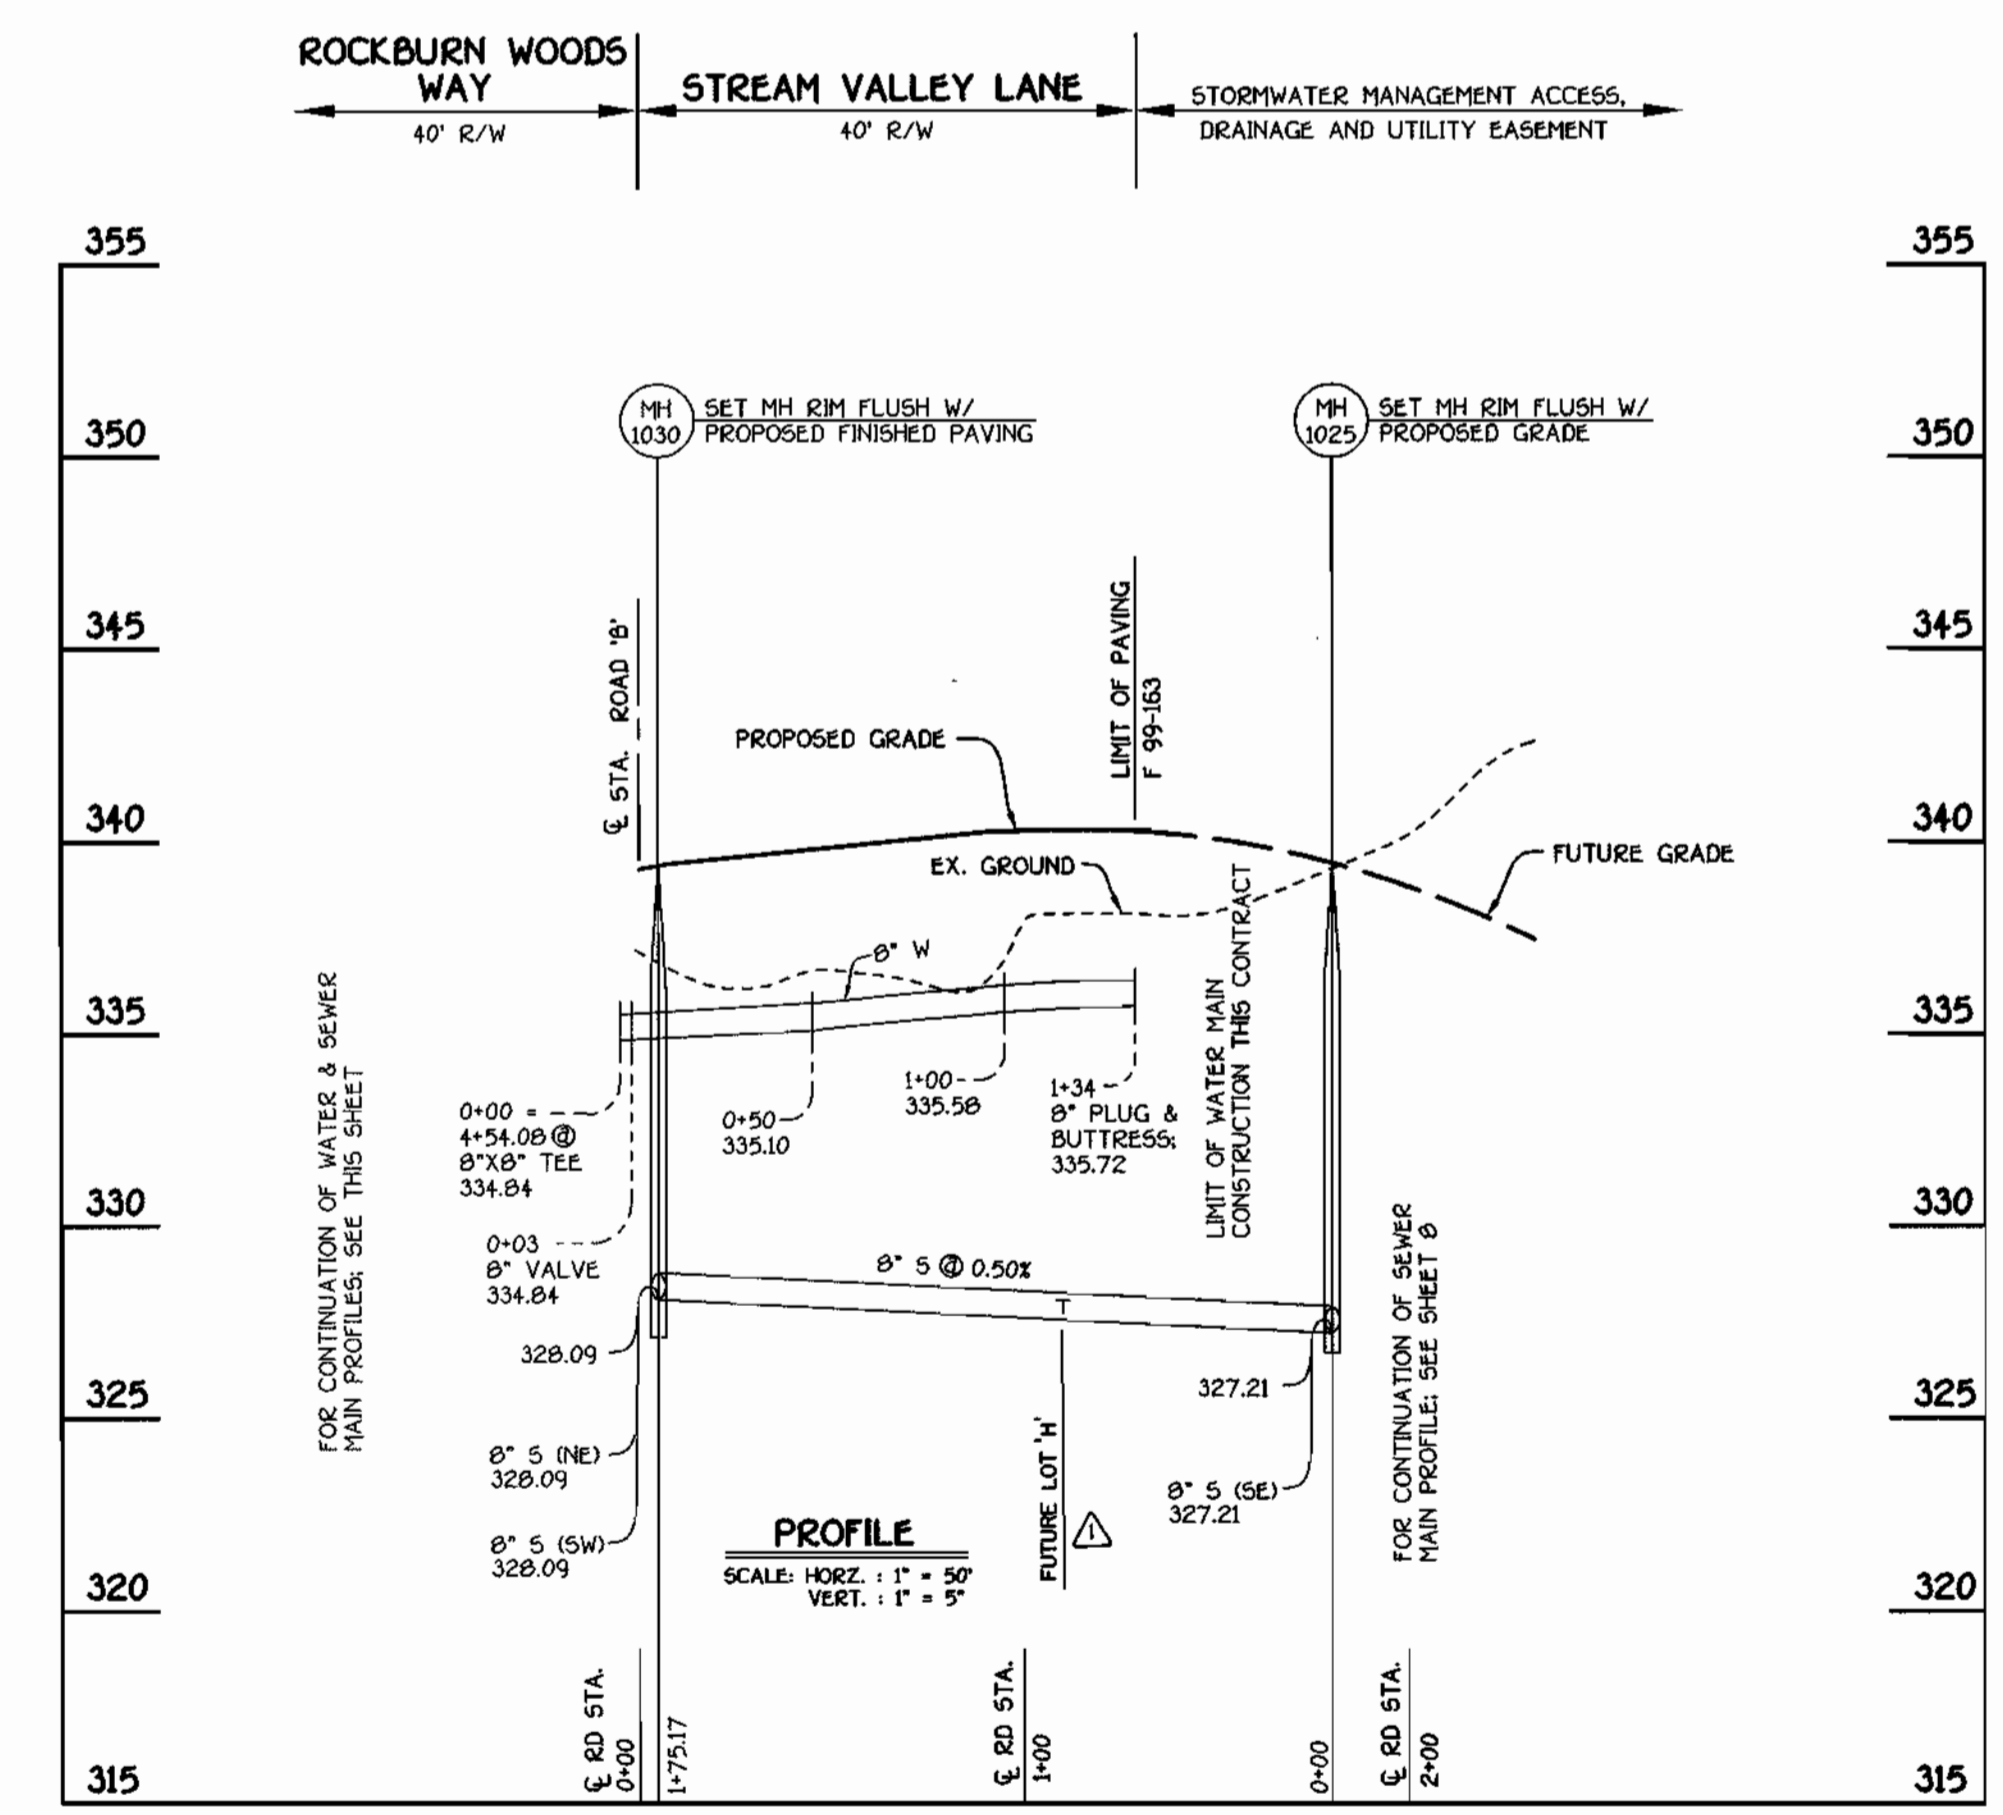 ROCKBURN WOODS
WAY
40' R/W
STREAM VALLEY LANE
40' R/W
STORMWATER MANAGEMENT ACCESS,
DRAINAGE AND UTILITY EASEMENT
355
355
350
350
345
345
340
340
335
335
330
330
325
325
320
320
315
315
MH
1030
SET MH RIM FLUSH W/
PROPOSED FINISHED PAVING
MH
1025
SET MH RIM FLUSH W/
PROPOSED GRADE
℄ STA. ROAD 'B'
LIMIT OF PAVING
F 99-163
PROPOSED GRADE
EX. GROUND
FUTURE GRADE
8" W
FOR CONTINUATION OF WATER & SEWER
MAIN PROFILES; SEE THIS SHEET
0+00 =
4+54.08 @
8"X8" TEE
334.84
0+03
8" VALVE
334.84
0+50
335.10
1+00
335.58
1+34
8" PLUG &
BUTTRESS;
335.72
LIMIT OF WATER MAIN
CONSTRUCTION THIS CONTRACT
8" S @ 0.50%
328.09
8" S (NE)
328.09
8" S (SW)
328.09
327.21
8" S (SE)
327.21
FUTURE LOT 'H'
1
FOR CONTINUATION OF SEWER
MAIN PROFILE; SEE SHEET 8
PROFILE
SCALE: HORZ. : 1" = 50'
VERT. : 1" = 5"
℄ RD STA.
0+00
1+75.17
℄ RD STA.
1+00
0+00
℄ RD STA.
2+00